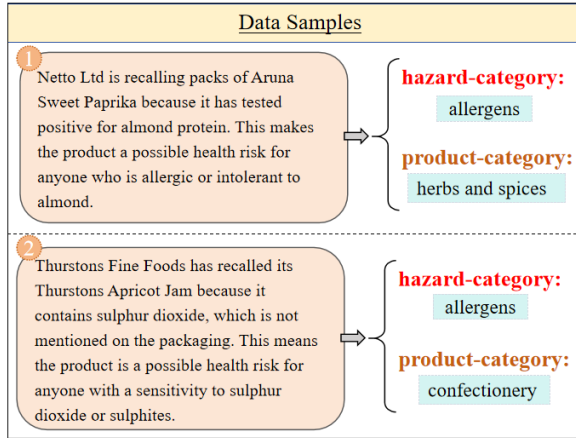 Data Samples
1
Netto Ltd is recalling packs of Aruna
Sweet Paprika because it has tested
positive for almond protein. This makes
the product a possible health risk for
anyone who is allergic or intolerant to
almond.
hazard-category:
allergens
product-category:
herbs and spices
2
Thurstons Fine Foods has recalled its
Thurstons Apricot Jam because it
contains sulphur dioxide, which is not
mentioned on the packaging. This means
the product is a possible health risk for
anyone with a sensitivity to sulphur
dioxide or sulphites.
hazard-category:
allergens
product-category:
confectionery